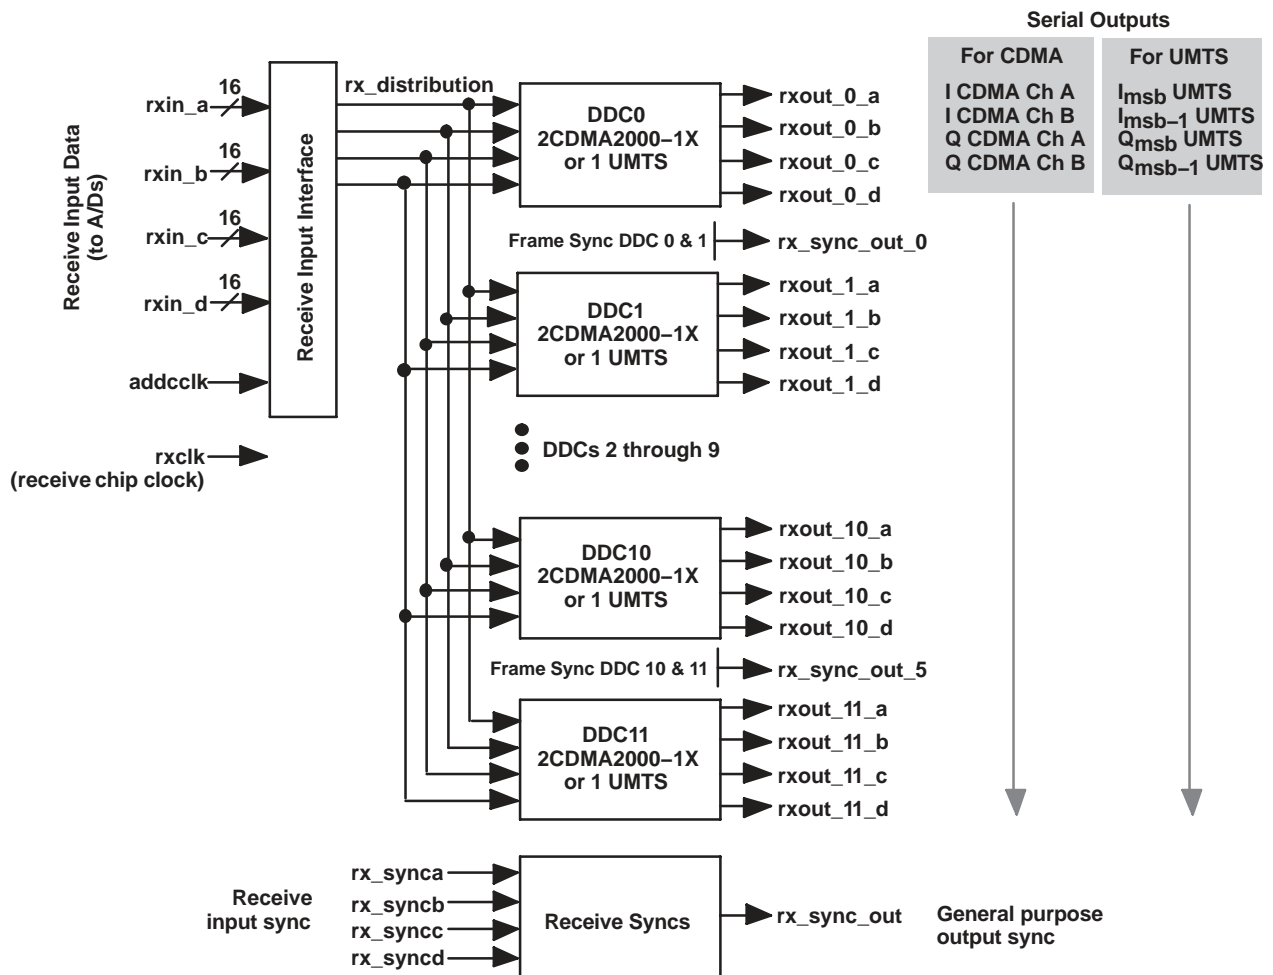 Serial Outputs
For CDMA
I CDMA Ch A
I CDMA Ch B
Q CDMA Ch A
Q CDMA Ch B
For UMTS
Imsb UMTS
Imsb–1 UMTS
Qmsb UMTS
Qmsb–1 UMTS
Receive Input Data
(to A/Ds)
16
rxin_a
16
rxin_b
16
rxin_c
16
rxin_d
addcclk
rxclk
(receive chip clock)
Receive Input Interface
rx_distribution
DDC0
2CDMA2000–1X
or 1 UMTS
rxout_0_a
rxout_0_b
rxout_0_c
rxout_0_d
Frame Sync DDC 0 & 1
rx_sync_out_0
DDC1
2CDMA2000–1X
or 1 UMTS
rxout_1_a
rxout_1_b
rxout_1_c
rxout_1_d
DDCs 2 through 9
DDC10
2CDMA2000–1X
or 1 UMTS
rxout_10_a
rxout_10_b
rxout_10_c
rxout_10_d
Frame Sync DDC 10 & 11
rx_sync_out_5
DDC11
2CDMA2000–1X
or 1 UMTS
rxout_11_a
rxout_11_b
rxout_11_c
rxout_11_d
Receive
input sync
rx_synca
rx_syncb
rx_syncc
rx_syncd
Receive Syncs
rx_sync_out
General purpose
output sync